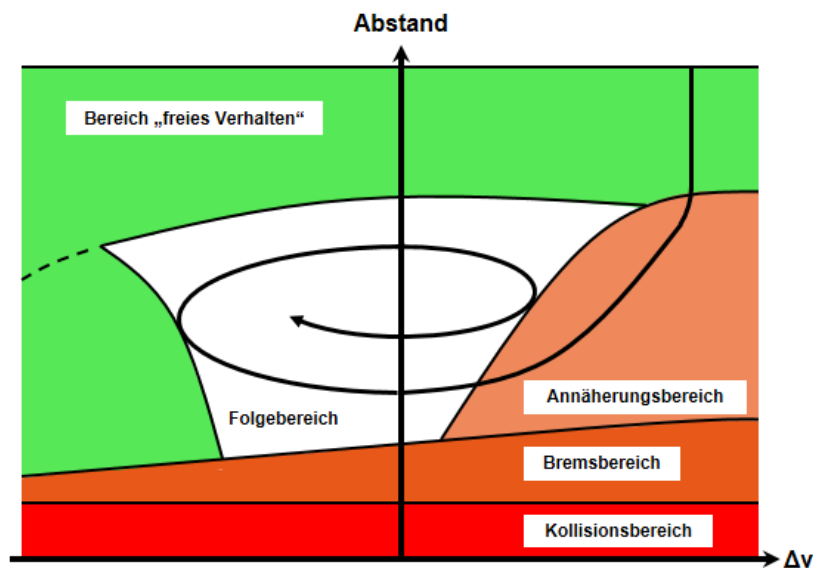 Abstand
Bereich „freies Verhalten“
Annäherungsbereich
Folgebereich
Bremsbereich
Kollisionsbereich
Δv